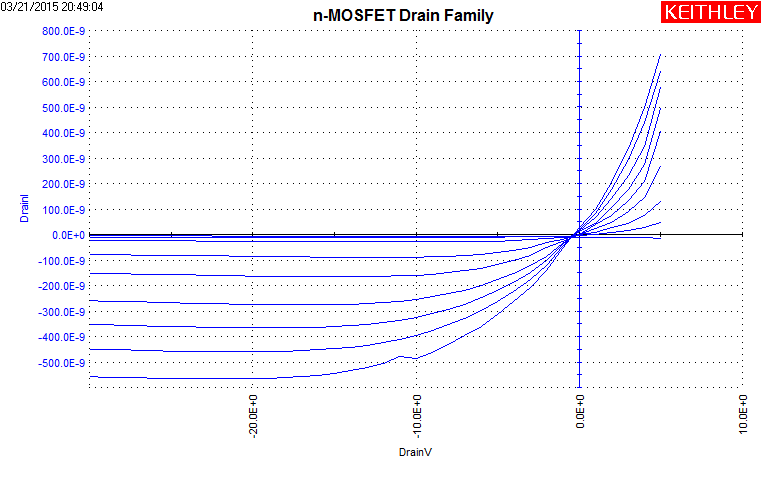 03/21/2015 20:49:04
n-MOSFET Drain Family
KEITHLEY
800.0E-9
700.0E-9
600.0E-9
500.0E-9
400.0E-9
300.0E-9
200.0E-9
100.0E-9
0.0E+0
-100.0E-9
-200.0E-9
-300.0E-9
-400.0E-9
-500.0E-9
DrainI
-20.0E+0
-10.0E+0
0.0E+0
10.0E+0
DrainV